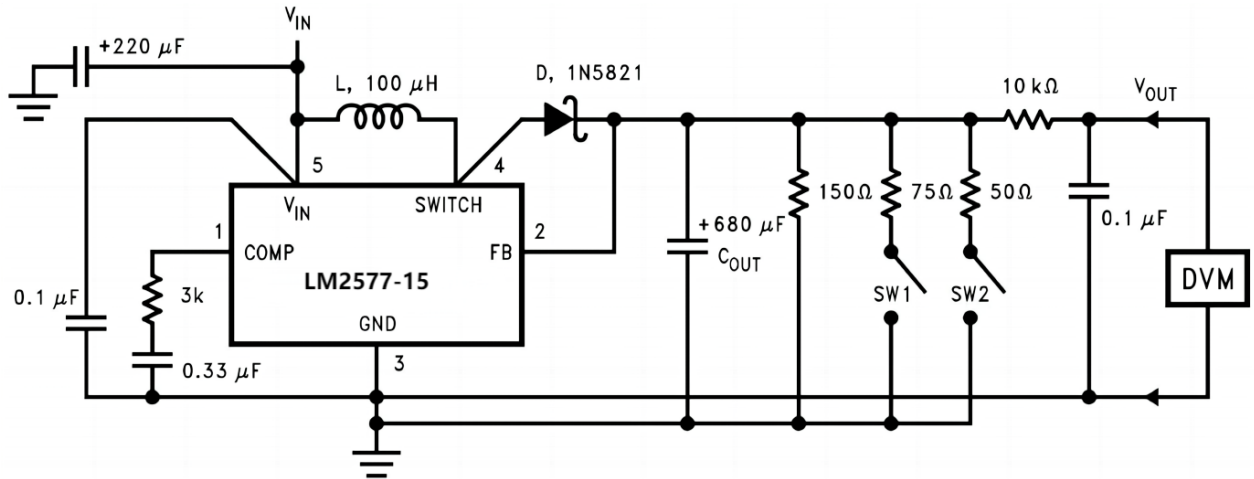 V_IN
+220 μF
L, 100 μH
D, 1N5821
10 kΩ
V_OUT
5
4
V_IN
SWITCH
150Ω
75Ω
50Ω
0.1 μF
1
COMP
FB
2
+680 μF
C_OUT
3k
LM2577-15
0.1 μF
SW1
SW2
DVM
GND
3
0.33 μF